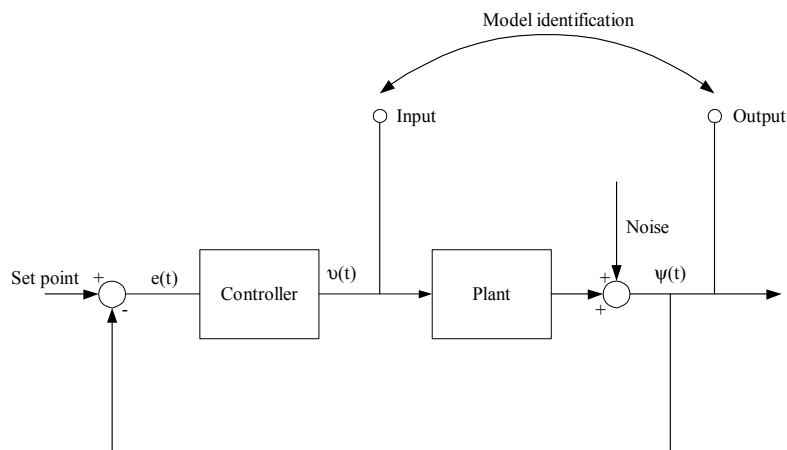 Model identification
Input
Output
Noise
Set point
+
-
e(t)
Controller
υ(t)
Plant
+
+
ψ(t)